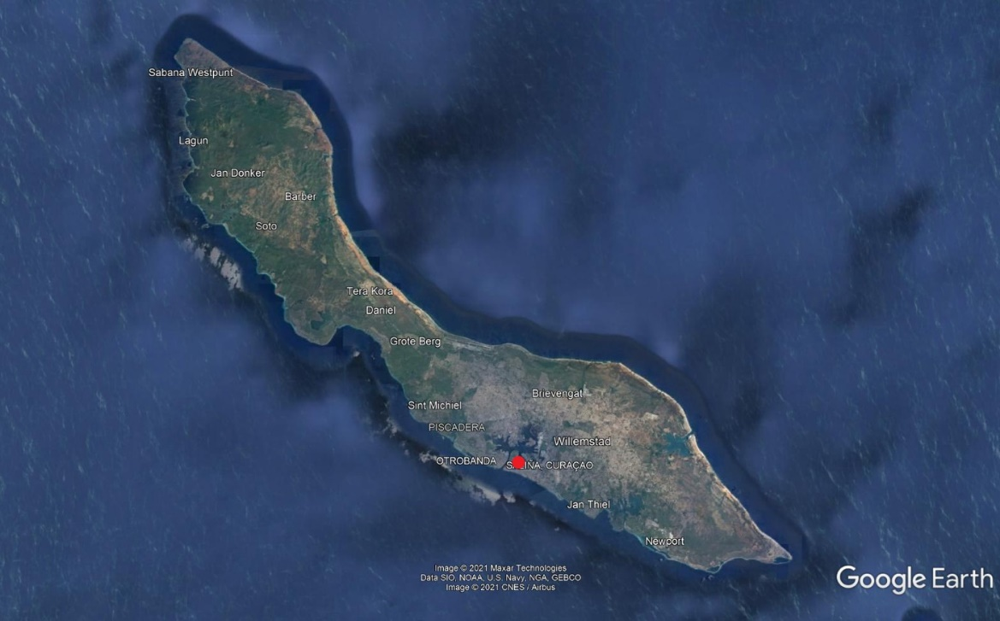 Sabana Westpunt
Lagun
Jan Donker
Barber
Soto
Tera Kora
Daniel
Grote Berg
Brievengat
Sint Michiel
PISCADERA
Willemstad
OTROBANDA
CURAÇAO
Jan Thiel
Newport
Image © 2021 Maxar Technologies
Data SIO, NOAA, U.S. Navy, NGA, GEBCO
Image © 2021 CNES / Airbus
Google Earth